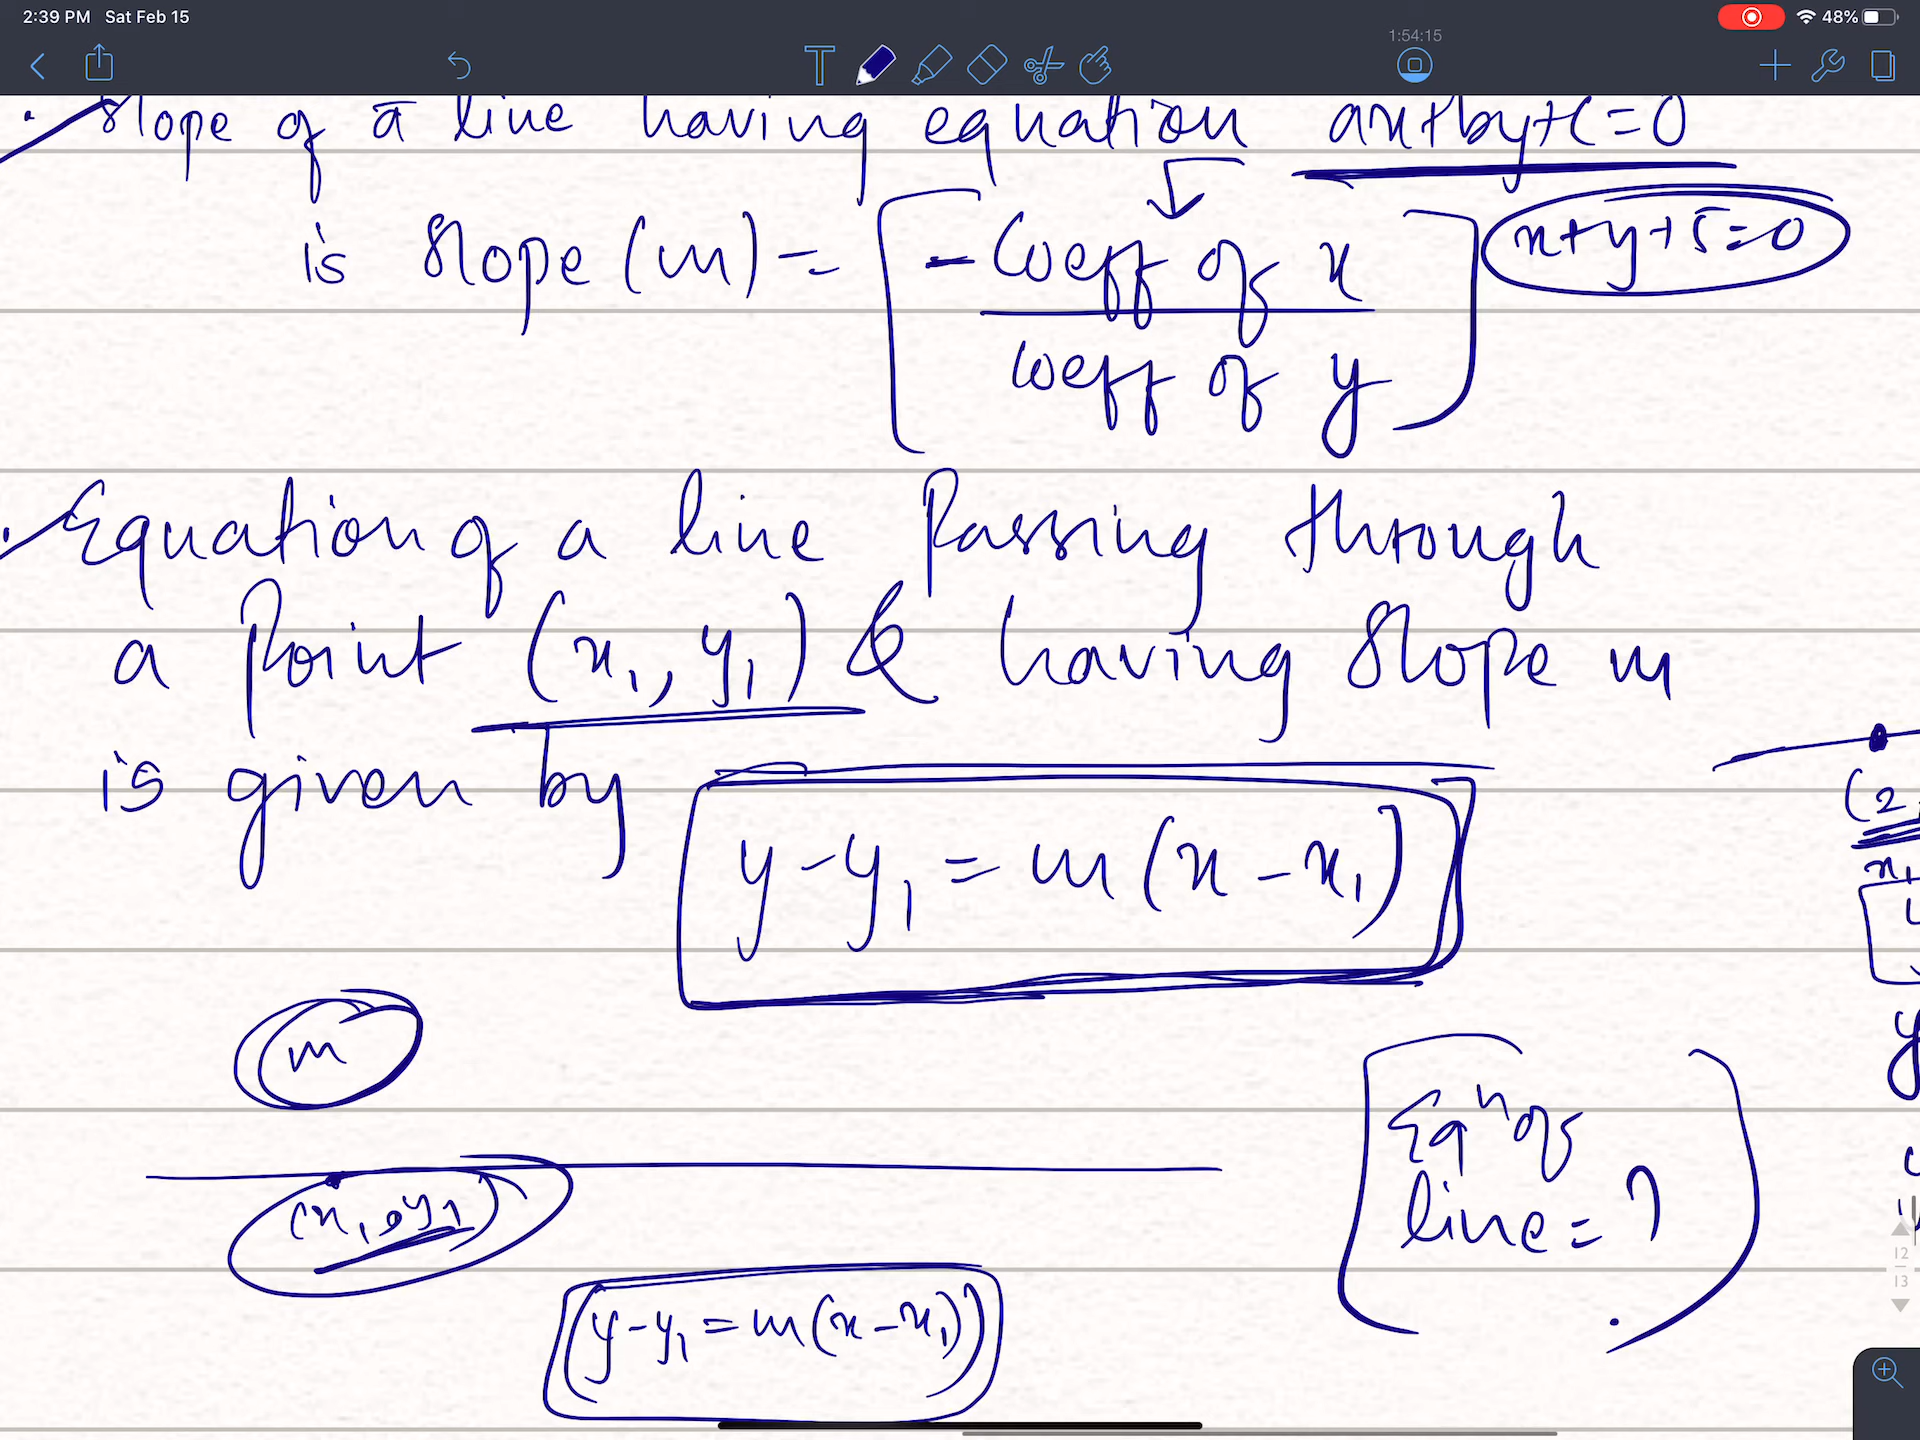 2:39 PM Sat Feb 15
48%
1:54:15
. Slope of a line having equation ax+by+c=0
is slope (m) = [ - Coeff of x / coeff of y ] x+y+5=0
. Equation of a line Passing through
a Point (x₁, y₁) & having slope m
is given by
y-y₁ = m(x-x₁)
(2,
x₁
m
Eqⁿ of
line = ?
(x₁, y₁)
y-y₁ = m(x-x₁)
12
13